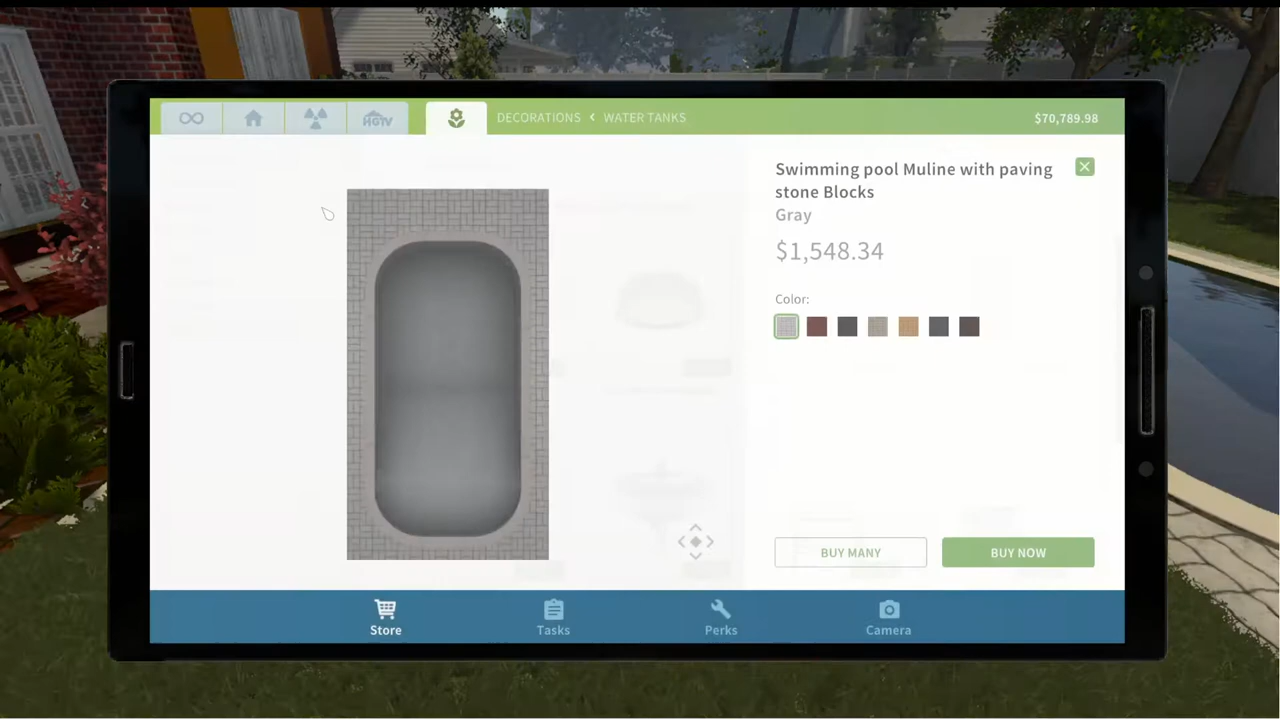 HGTV
DECORATIONS < WATER TANKS
$70,789.98
Swimming pool Muline with paving
stone Blocks
Gray
$1,548.34
Color:
BUY MANY
BUY NOW
Store
Tasks
Perks
Camera